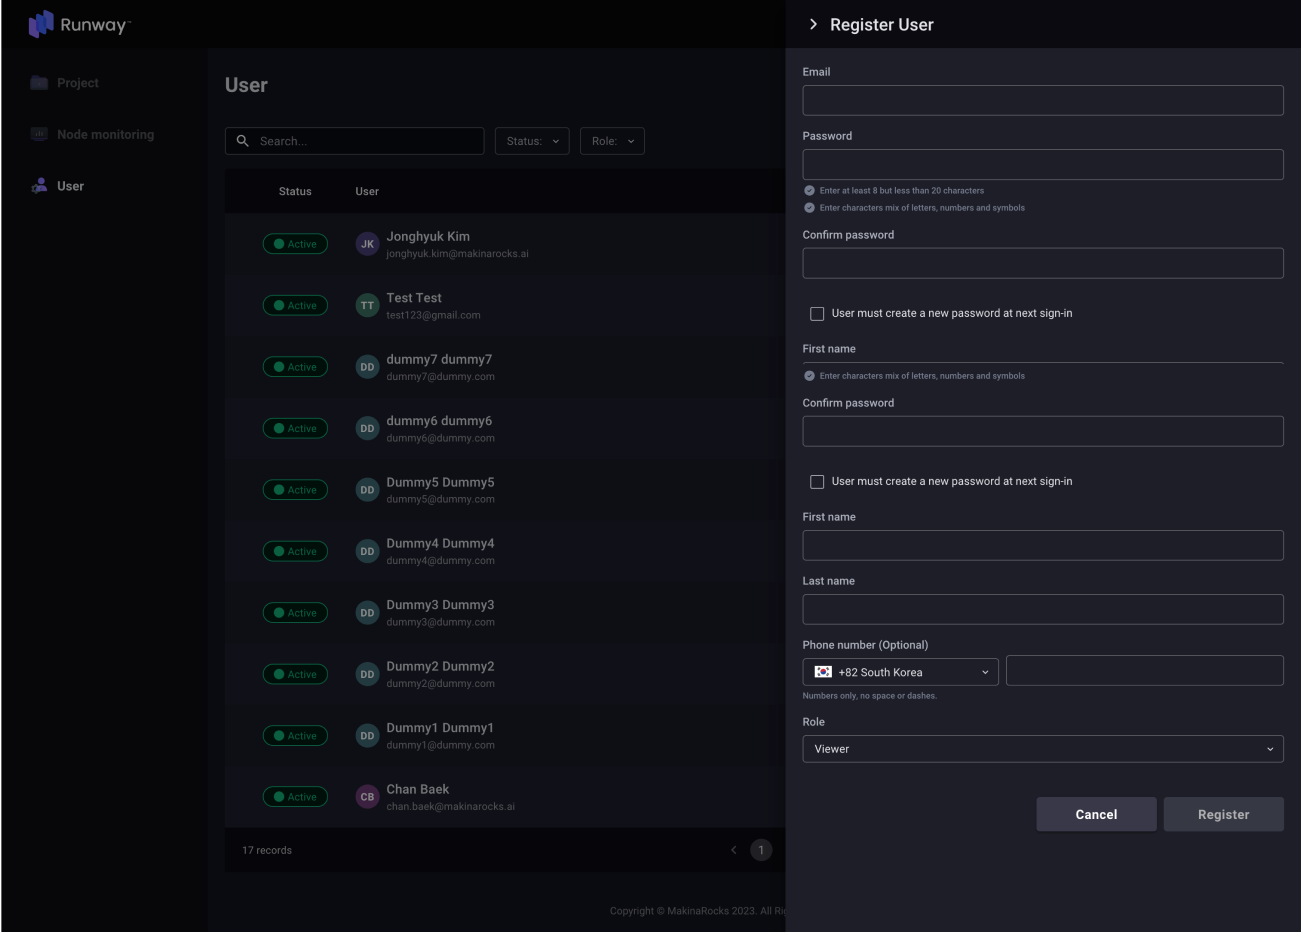 Runway™
Project
Node monitoring
User
User
Search...
Status:
Role:
Status
User
Active
JK
Jonghyuk Kim
jonghyuk.kim@makinarocks.ai
Active
TT
Test Test
test123@gmail.com
Active
DD
dummy7 dummy7
dummy7@dummy.com
Active
DD
dummy6 dummy6
dummy6@dummy.com
Active
DD
Dummy5 Dummy5
dummy5@dummy.com
Active
DD
Dummy4 Dummy4
dummy4@dummy.com
Active
DD
Dummy3 Dummy3
dummy3@dummy.com
Active
DD
Dummy2 Dummy2
dummy2@dummy.com
Active
DD
Dummy1 Dummy1
dummy1@dummy.com
Active
CB
Chan Baek
chan.baek@makinarocks.ai
17 records
1
Copyright © MakinaRocks 2023. All Ri
Register User
Email
Password
Enter at least 8 but less than 20 characters
Enter characters mix of letters, numbers and symbols
Confirm password
User must create a new password at next sign-in
First name
Enter characters mix of letters, numbers and symbols
Confirm password
User must create a new password at next sign-in
First name
Last name
Phone number (Optional)
+82 South Korea
Numbers only, no space or dashes.
Role
Viewer
Cancel
Register